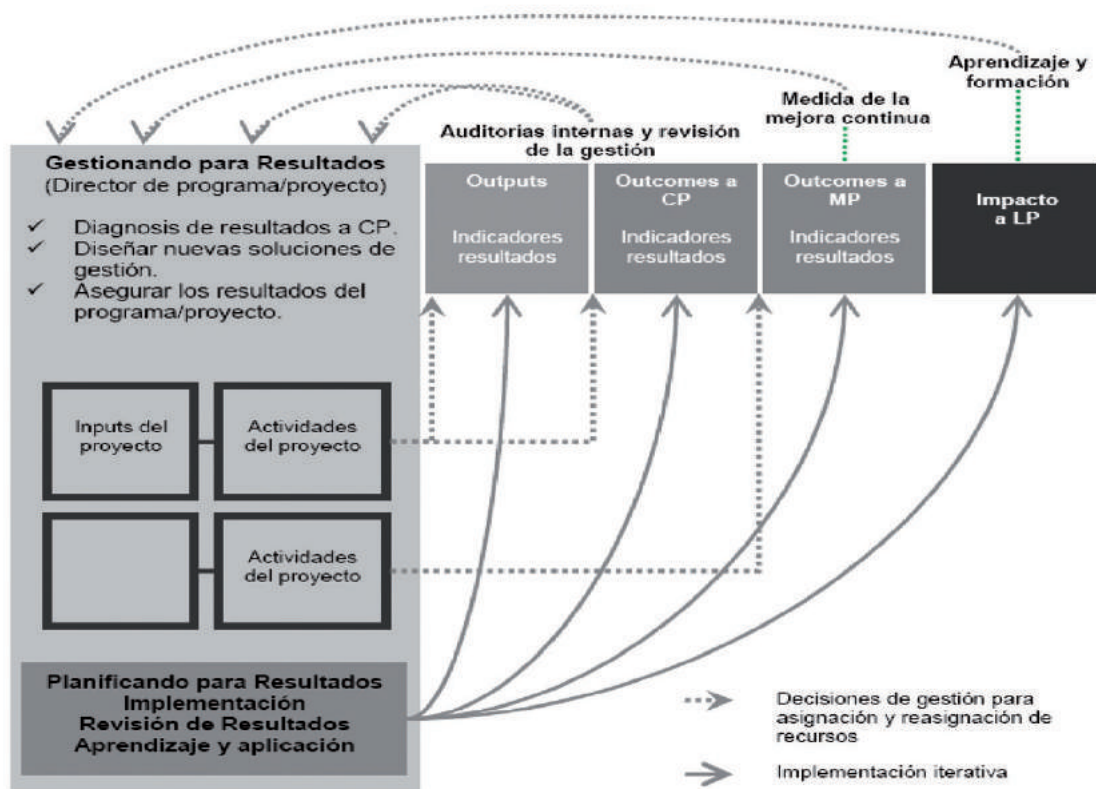 Aprendizaje y
formación
Medida de la
mejora continua
Auditorias internas y revisión
de la gestión
Gestionando para Resultados
(Director de programa/proyecto)
✓ Diagnosis de resultados a CP.
✓ Diseñar nuevas soluciones de
gestión.
✓ Asegurar los resultados del
programa/proyecto.
Outputs
Indicadores
resultados
Outcomes a
CP
Indicadores
resultados
Outcomes a
MP
Indicadores
resultados
Impacto
a LP
Inputs del
proyecto
Actividades
del proyecto
Actividades
del proyecto
Planificando para Resultados
Implementación
Revisión de Resultados
Aprendizaje y aplicación
Decisiones de gestión para
asignación y reasignación de
recursos
Implementación iterativa